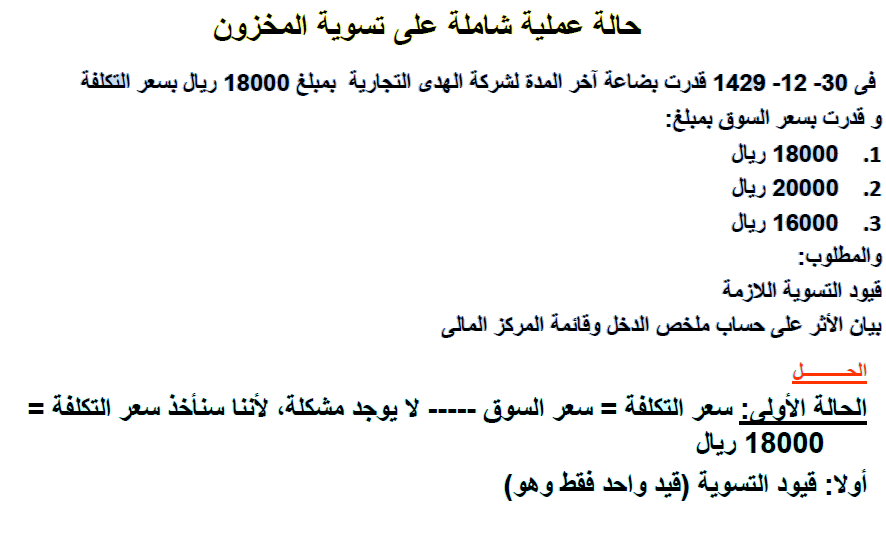 حالة عملية شاملة على تسوية المخزون
فى 30- 12- 1429 قدرت بضاعة آخر المدة لشركة الهدى التجارية بمبلغ 18000 ريال بسعر التكلفة
و قدرت بسعر السوق بمبلغ:
1. 18000 ريال
2. 20000 ريال
3. 16000 ريال
والمطلوب:
قيود التسوية اللازمة
بيان الأثر على حساب ملخص الدخل وقائمة المركز المالى
الحــــــــل
الحالة الأولى: سعر التكلفة = سعر السوق ----- لا يوجد مشكلة، لأننا سنأخذ سعر التكلفة =
18000 ريال
أولا: قيود التسوية (قيد واحد فقط وهو)